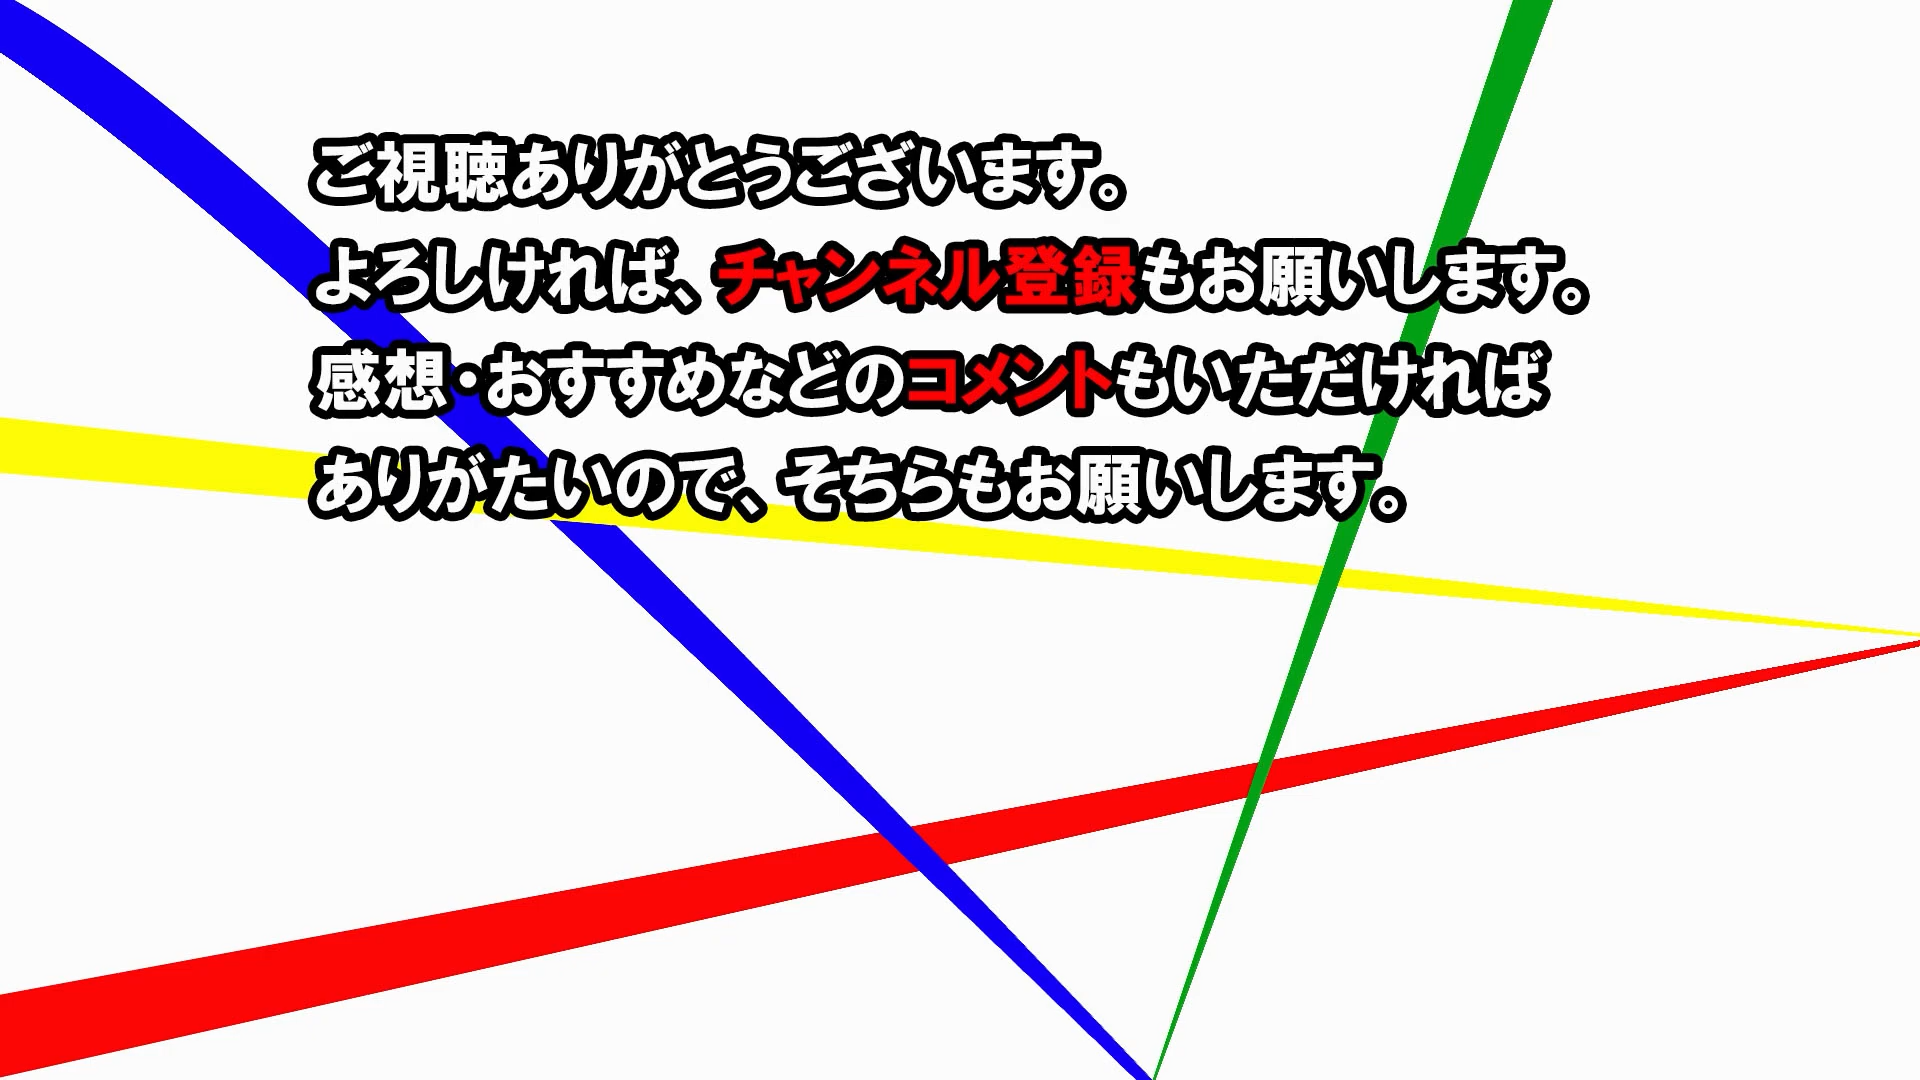 ご視聴ありがとうございます。
よろしければ、チャンネル登録もお願いします。
感想・おすすめなどのコメントもいただければ
ありがたいので、そちらもお願いします。